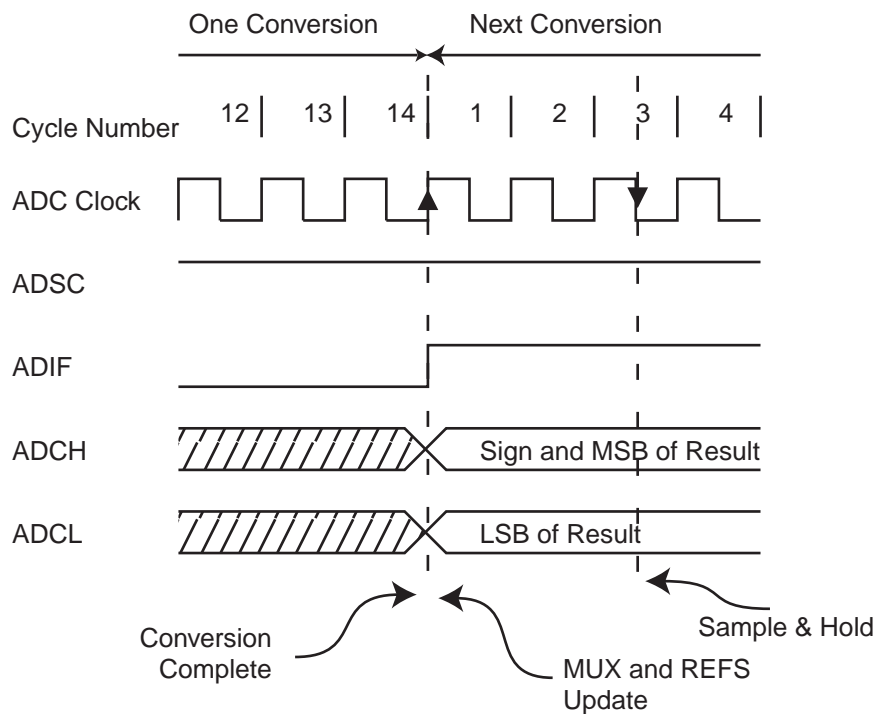 One Conversion Next Conversion
Cycle Number 12 13 14 1 2 3 4
ADC Clock
ADSC
ADIF
ADCH Sign and MSB of Result
ADCL LSB of Result
Conversion
Complete
MUX and REFS
Update
Sample & Hold